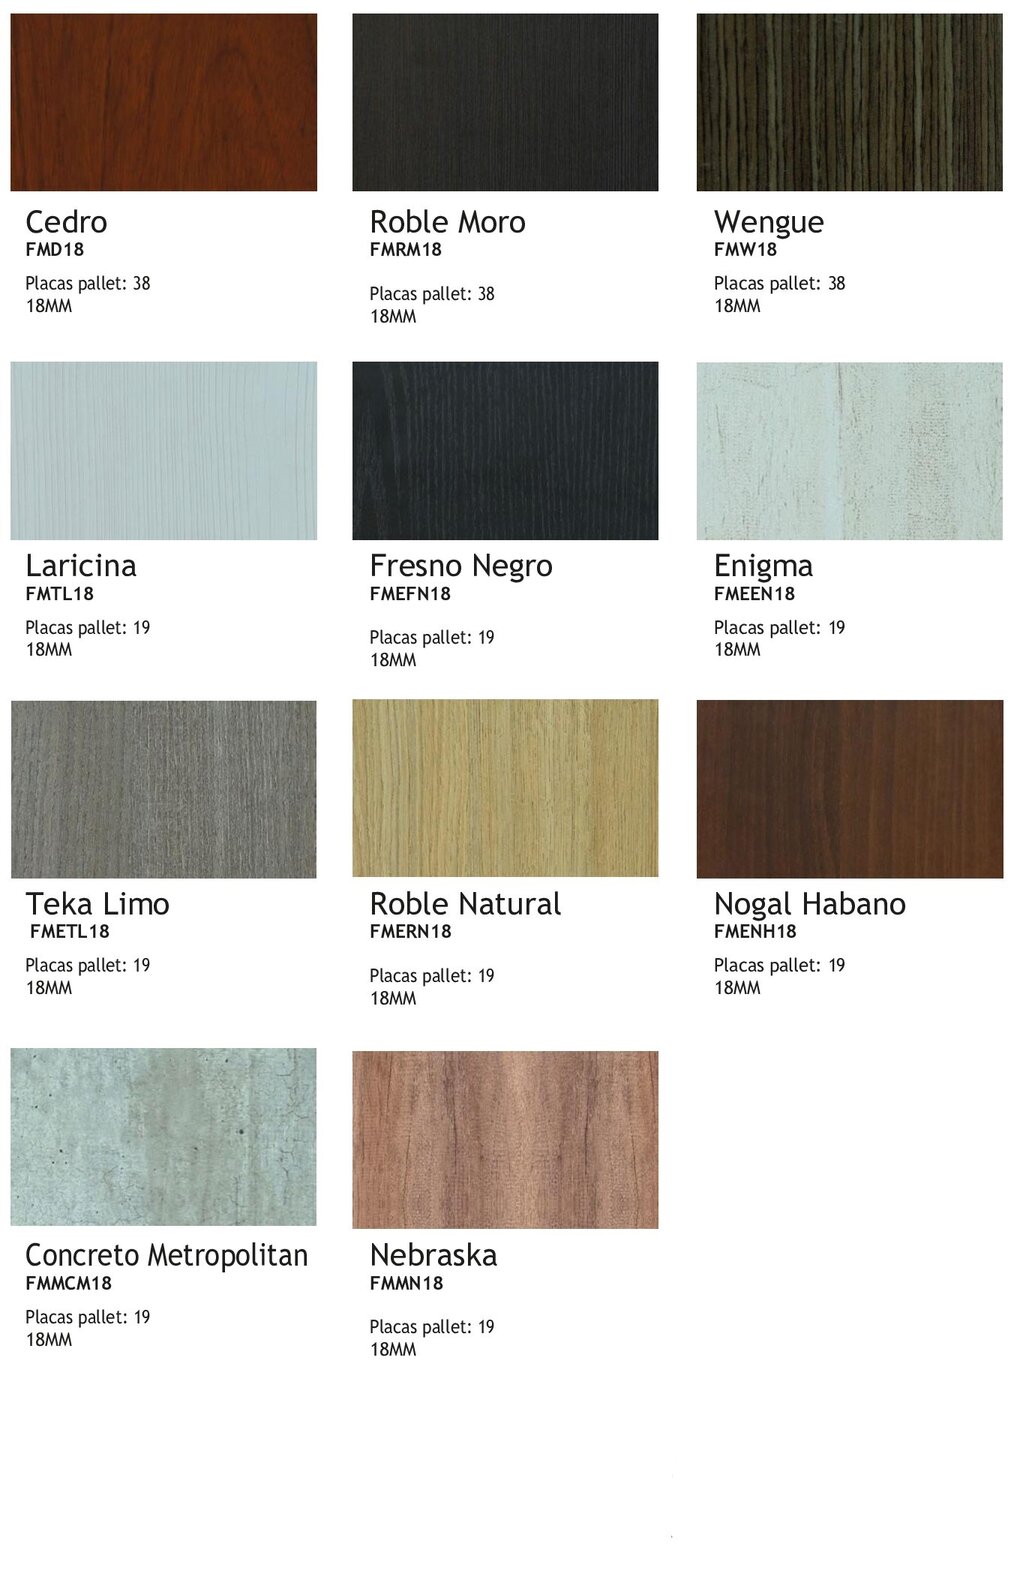 Cedro
FMD18
Placas pallet: 38
18MM
Roble Moro
FMRM18
Placas pallet: 38
18MM
Wengue
FMW18
Placas pallet: 38
18MM
Laricina
FMTL18
Placas pallet: 19
18MM
Fresno Negro
FMEFN18
Placas pallet: 19
18MM
Enigma
FMEEN18
Placas pallet: 19
18MM
Teka Limo
FMETL18
Placas pallet: 19
18MM
Roble Natural
FMERN18
Placas pallet: 19
18MM
Nogal Habano
FMENH18
Placas pallet: 19
18MM
Concreto Metropolitan
FMMCM18
Placas pallet: 19
18MM
Nebraska
FMMN18
Placas pallet: 19
18MM